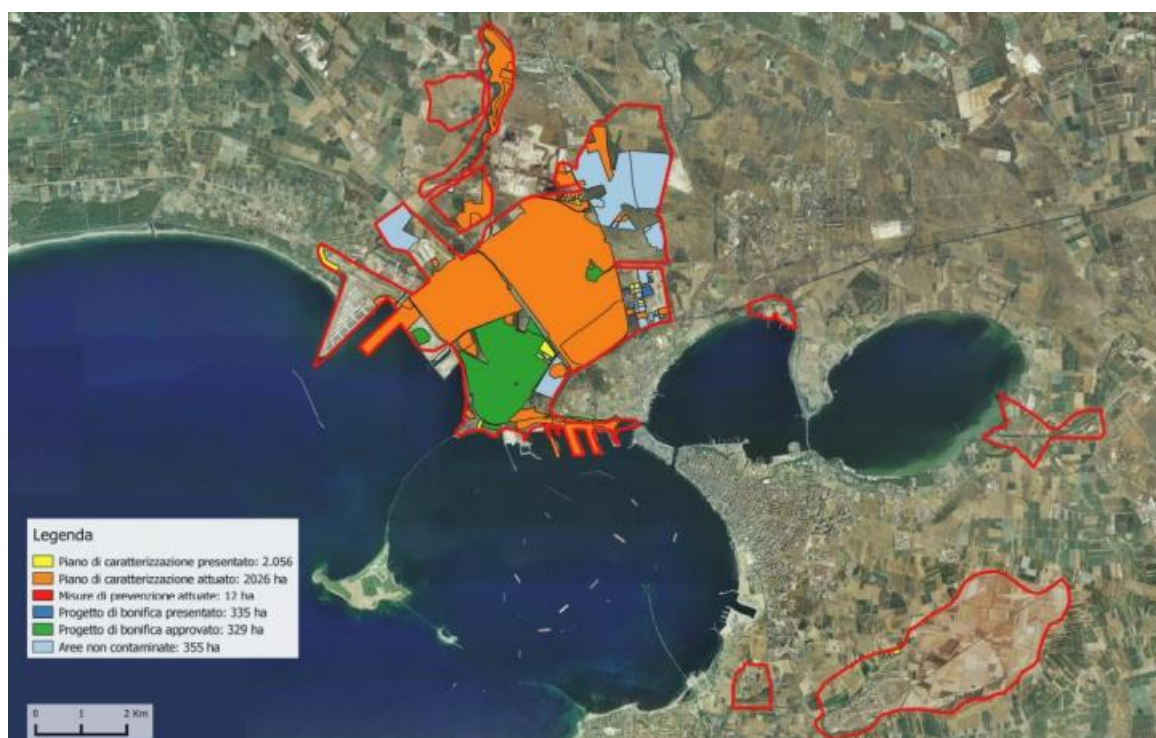 Legenda
Piano di caratterizzazione presentato: 2.056
Piano di caratterizzazione attuato: 2026 ha
Misure di prevenzione attuate: 12 ha
Progetto di bonifica presentato: 335 ha
Progetto di bonifica approvato: 329 ha
Aree non contaminate: 355 ha
0 1 2 Km